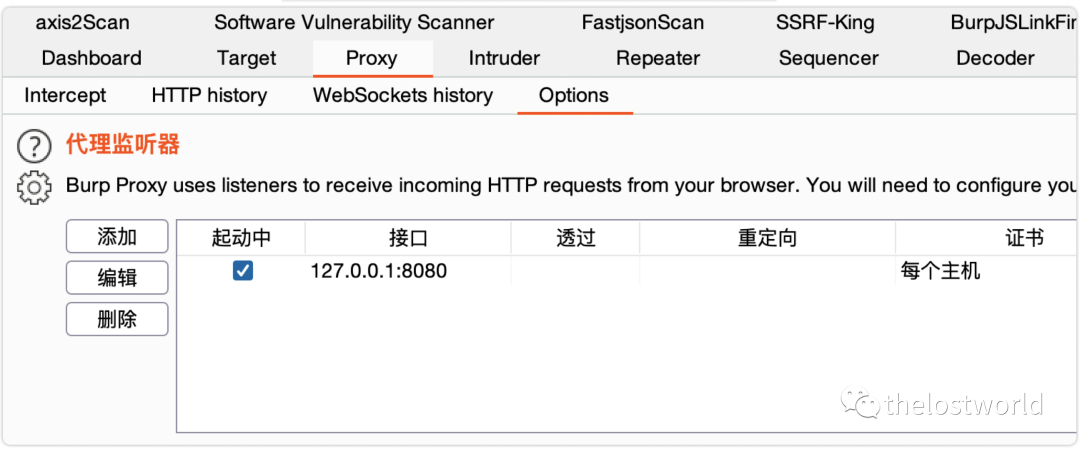 axis2Scan Software Vulnerability Scanner FastjsonScan SSRF-King BurpJSLinkFin
Dashboard Target Proxy Intruder Repeater Sequencer Decoder
Intercept HTTP history WebSockets history Options
代理监听器
Burp Proxy uses listeners to receive incoming HTTP requests from your browser. You will need to configure you
添加 起动中 接口 透过 重定向 证书
127.0.0.1:8080 每个主机
编辑
删除
thelostworld